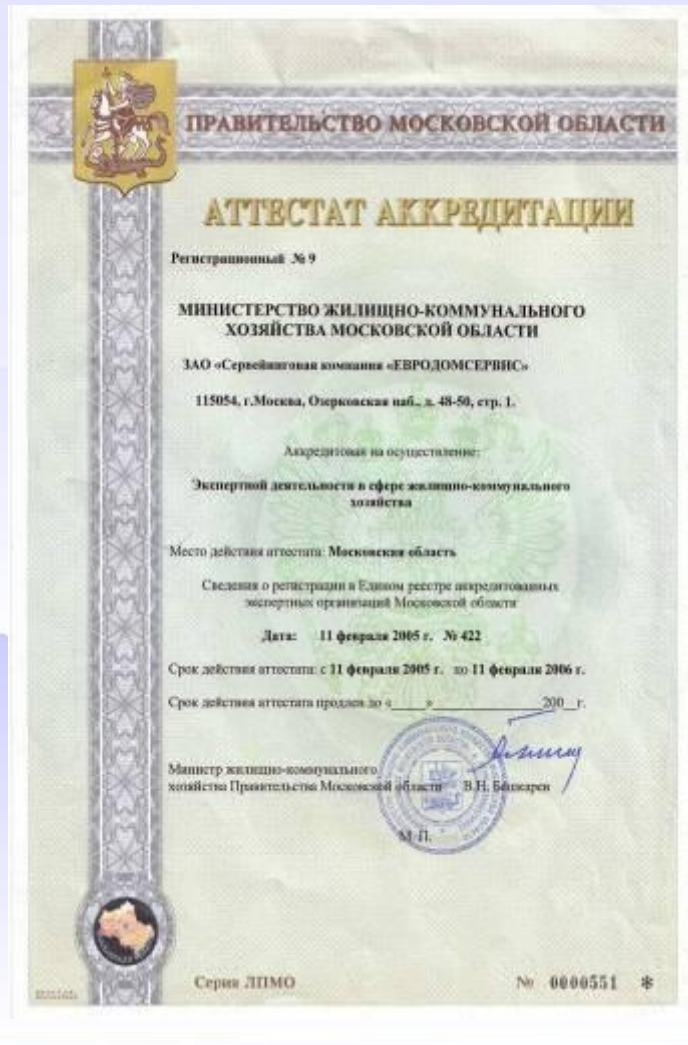 ПРАВИТЕЛЬСТВО МОСКОВСКОЙ ОБЛАСТИ
АТТЕСТАТ АККРЕДИТАЦИИ
Регистрационный № 9
МИНИСТЕРСТВО ЖИЛИЩНО-КОММУНАЛЬНОГО
ХОЗЯЙСТВА МОСКОВСКОЙ ОБЛАСТИ
ЗАО «Сервейинговая компания «ЕВРОДОМСЕРВИС»
115054, г.Москва, Озерковская наб., д. 48-50, стр. 1.
Аккредитован на осуществление:
Экспертной деятельности в сфере жилищно-коммунального
хозяйства
Место действия аттестата: Московская область
Сведения о регистрации в Едином реестре аккредитованных
экспертных организаций Московской области
Дата: 11 февраля 2005 г. № 422
Срок действия аттестата: с 11 февраля 2005 г. по 11 февраля 2006 г.
Срок действия аттестата продлен до «_____»__________________200__г.
Министр жилищно-коммунального
хозяйства Правительства Московской области В.Н.
М.П.
Серия ЛПМО № 0000551 *